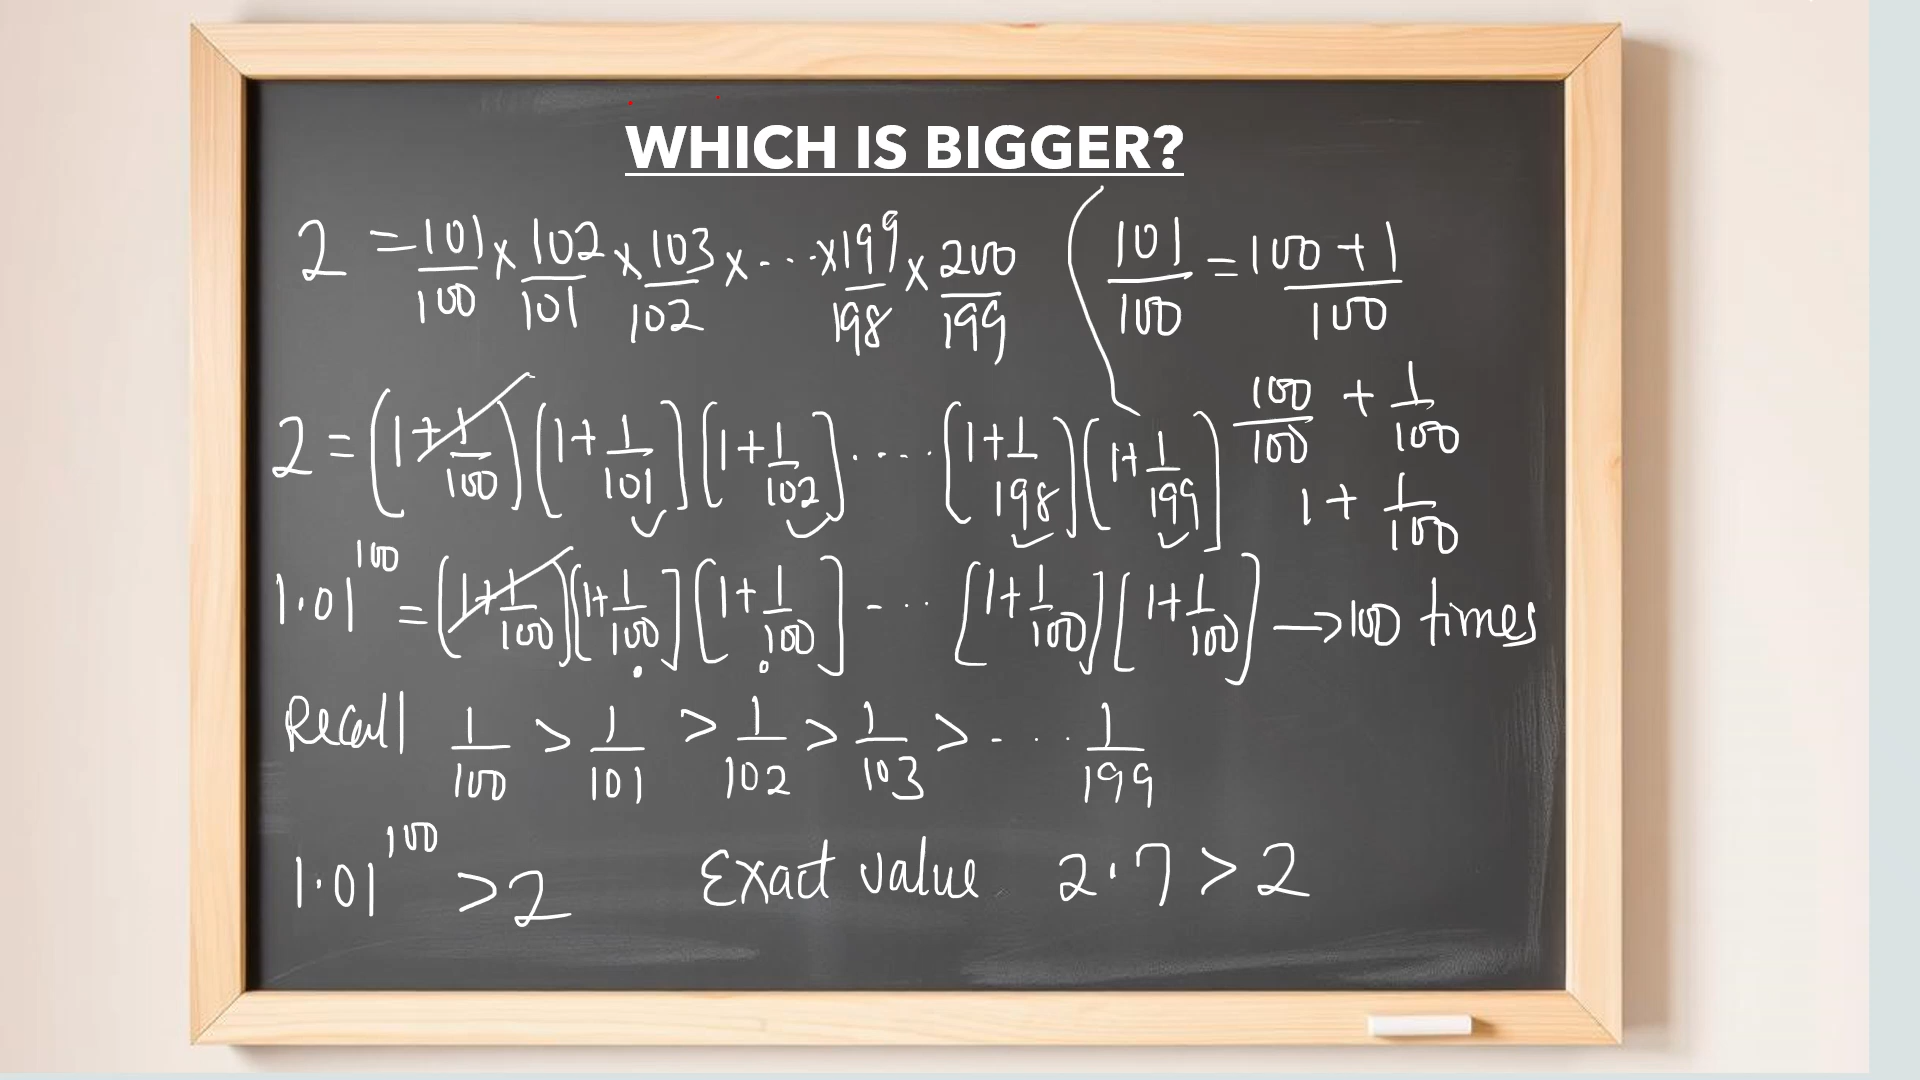 WHICH IS BIGGER?
2 = 101/100 × 102/101 × 103/102 × - - - × 199/198 × 200/199
101/100 = 100 + 1/100
100/100 + 1/100
1 + 1/100
2 = (1+1/100)(1+1/101)[1+1/102] . . . . (1+1/198)(1+1/199]
1.01^100 = (1+1/100)(1+1/100][1+1/100] - - - [1+1/100][1+1/100] → 100 times
Recall 1/100 > 1/101 > 1/102 > 1/103 > - - - 1/199
1.01^100 > 2
Exact value 2.7 > 2